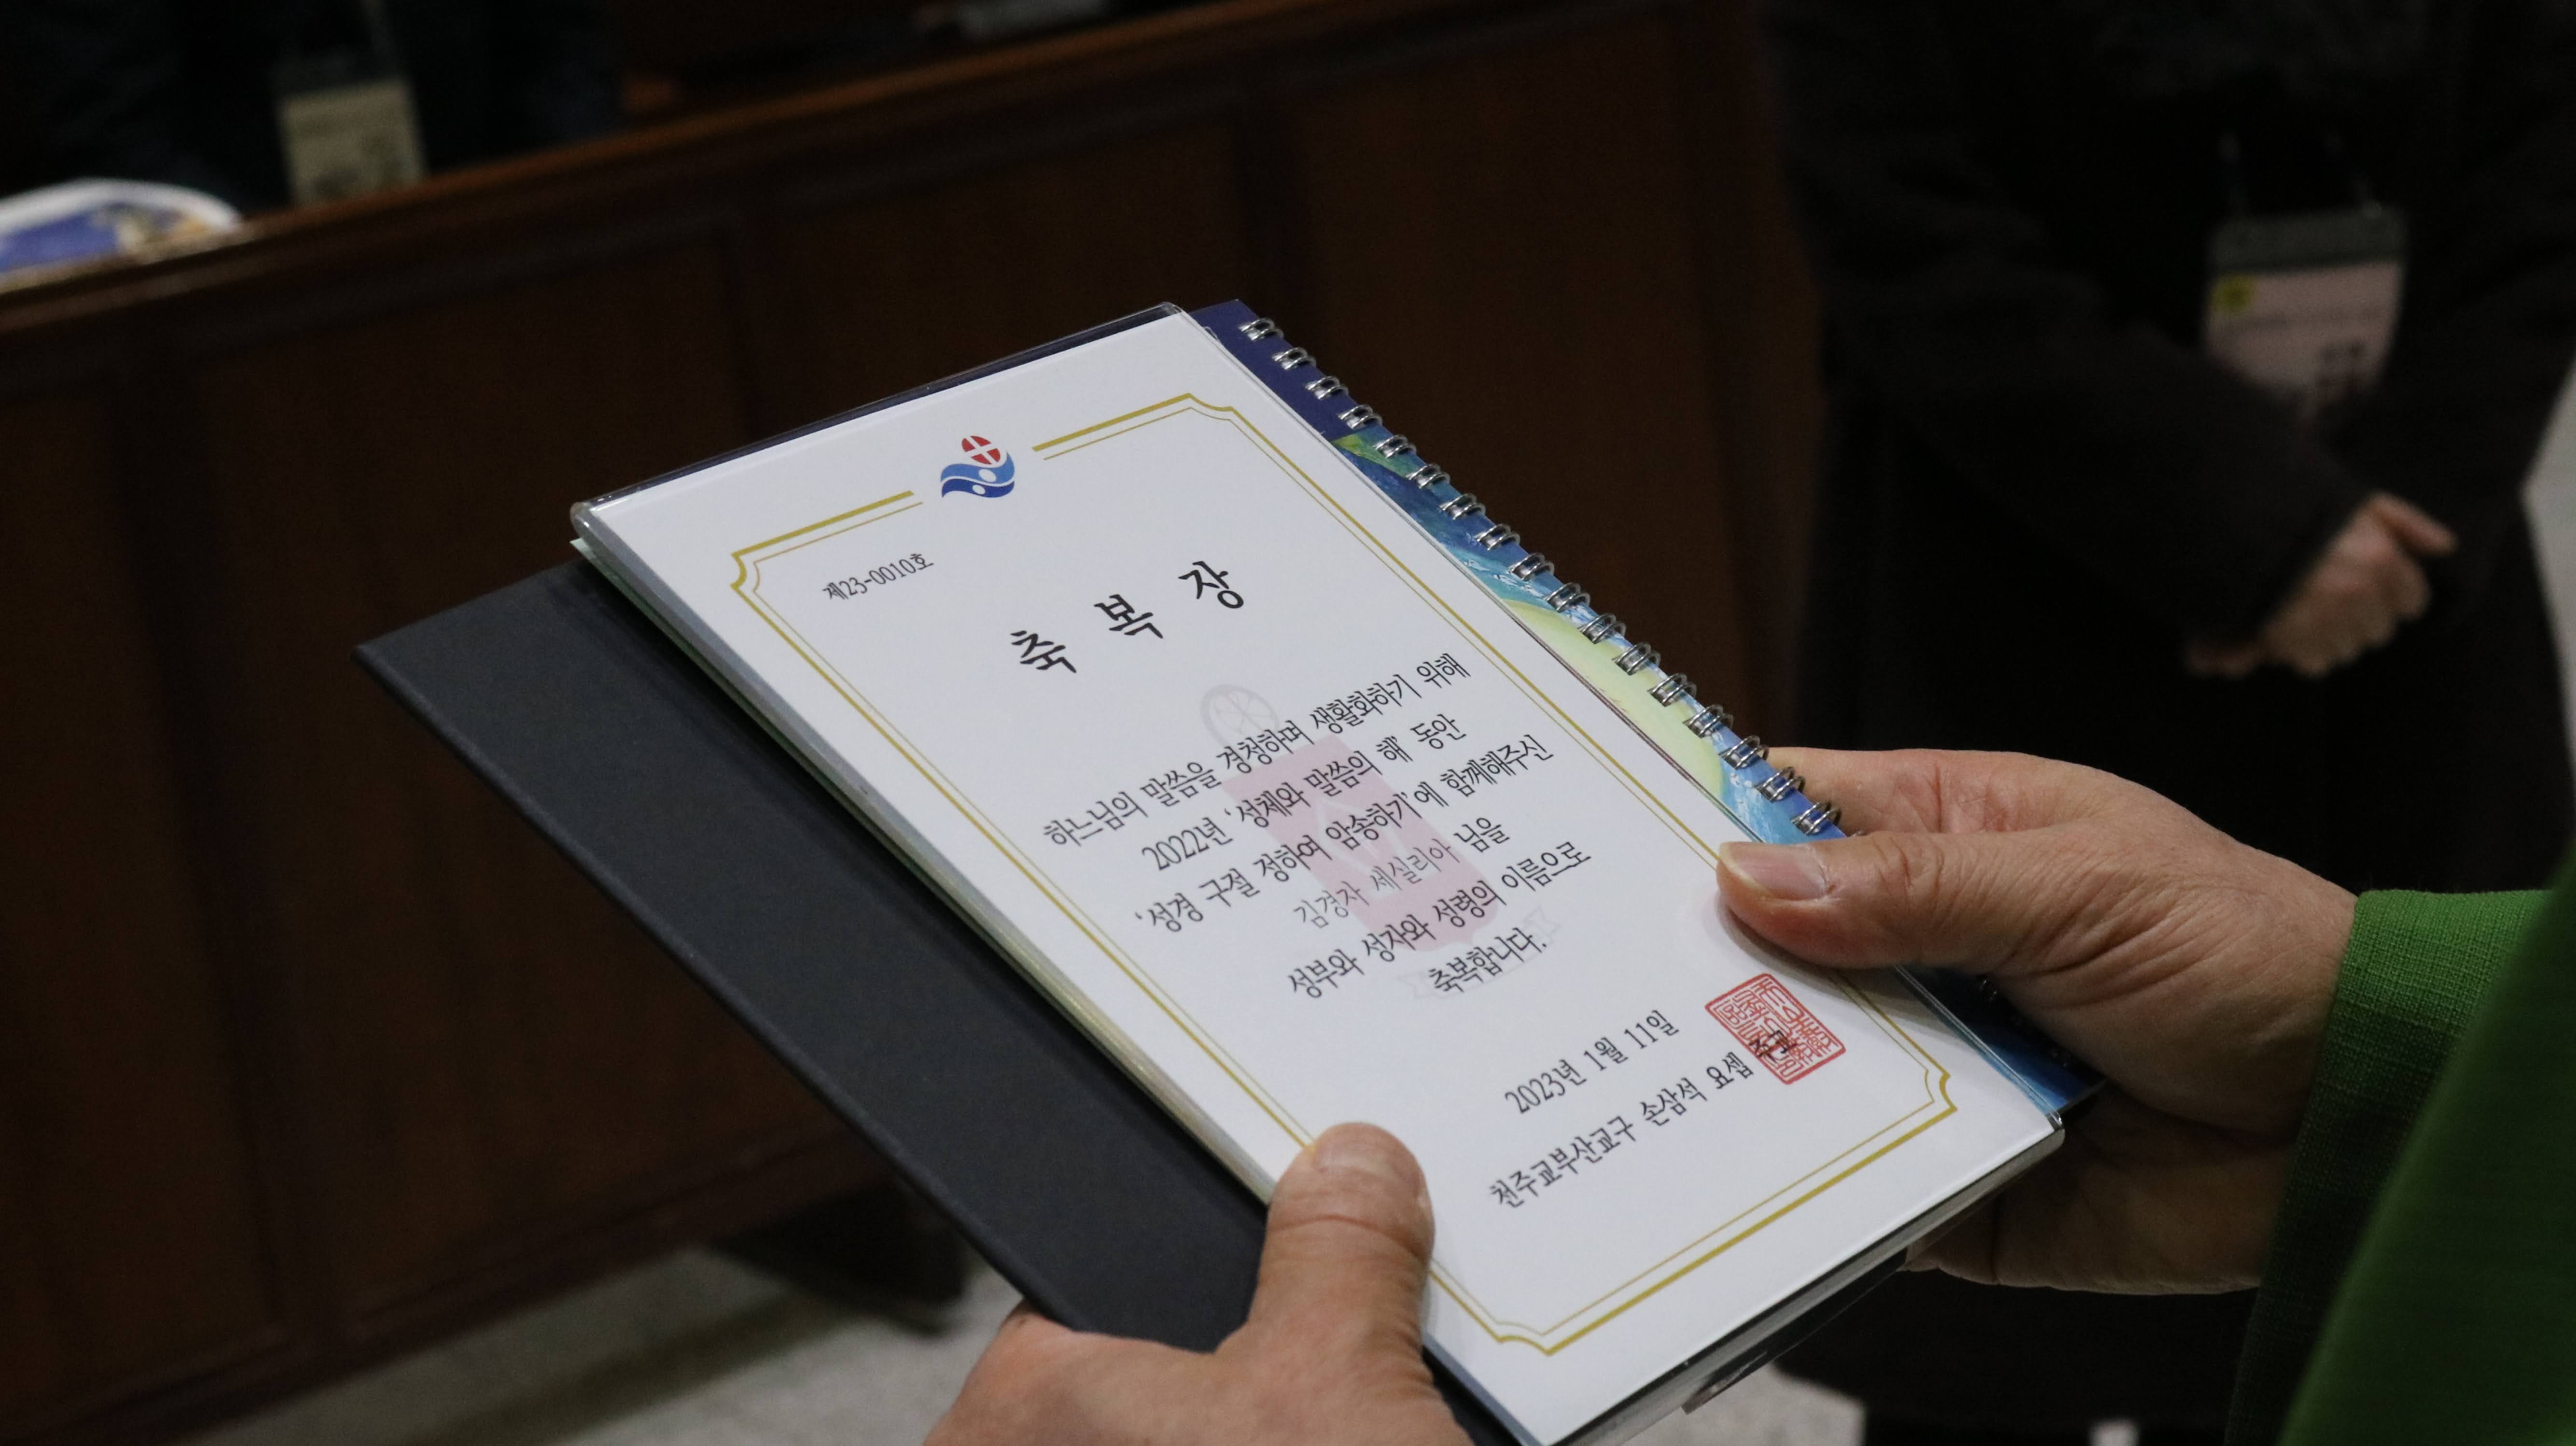 제23-0010호
축 복 장
하느님의 말씀을 경청하며 생활화하기 위해
2022년 '성체와 말씀의 해' 동안
'성경 구절 정하여 암송하기'에 함께해주신
김경자 세실리아 님을
성부와 성자와 성령의 이름으로
축복합니다.
2023년 1월 11일
천주교부산교구 손삼석 요셉 주교